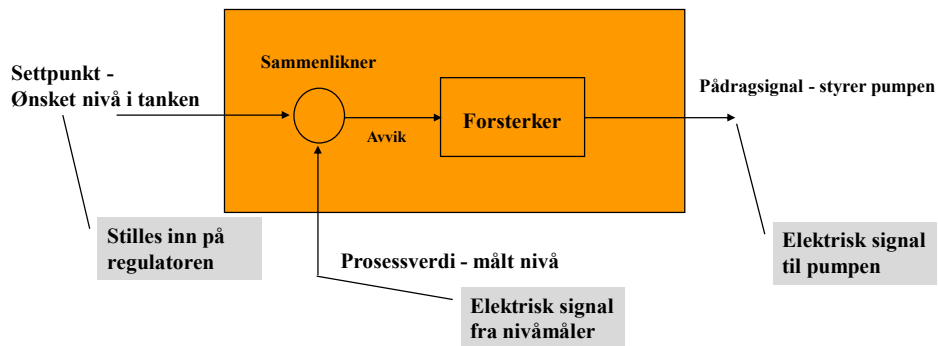 Sammenlikner
Settpunkt -
Ønsket nivå i tanken
Pådragsignal - styrer pumpen
Avvik
Forsterker
Stilles inn på
regulatoren
Prosessverdi - målt nivå
Elektrisk signal
til pumpen
Elektrisk signal
fra nivåmåler